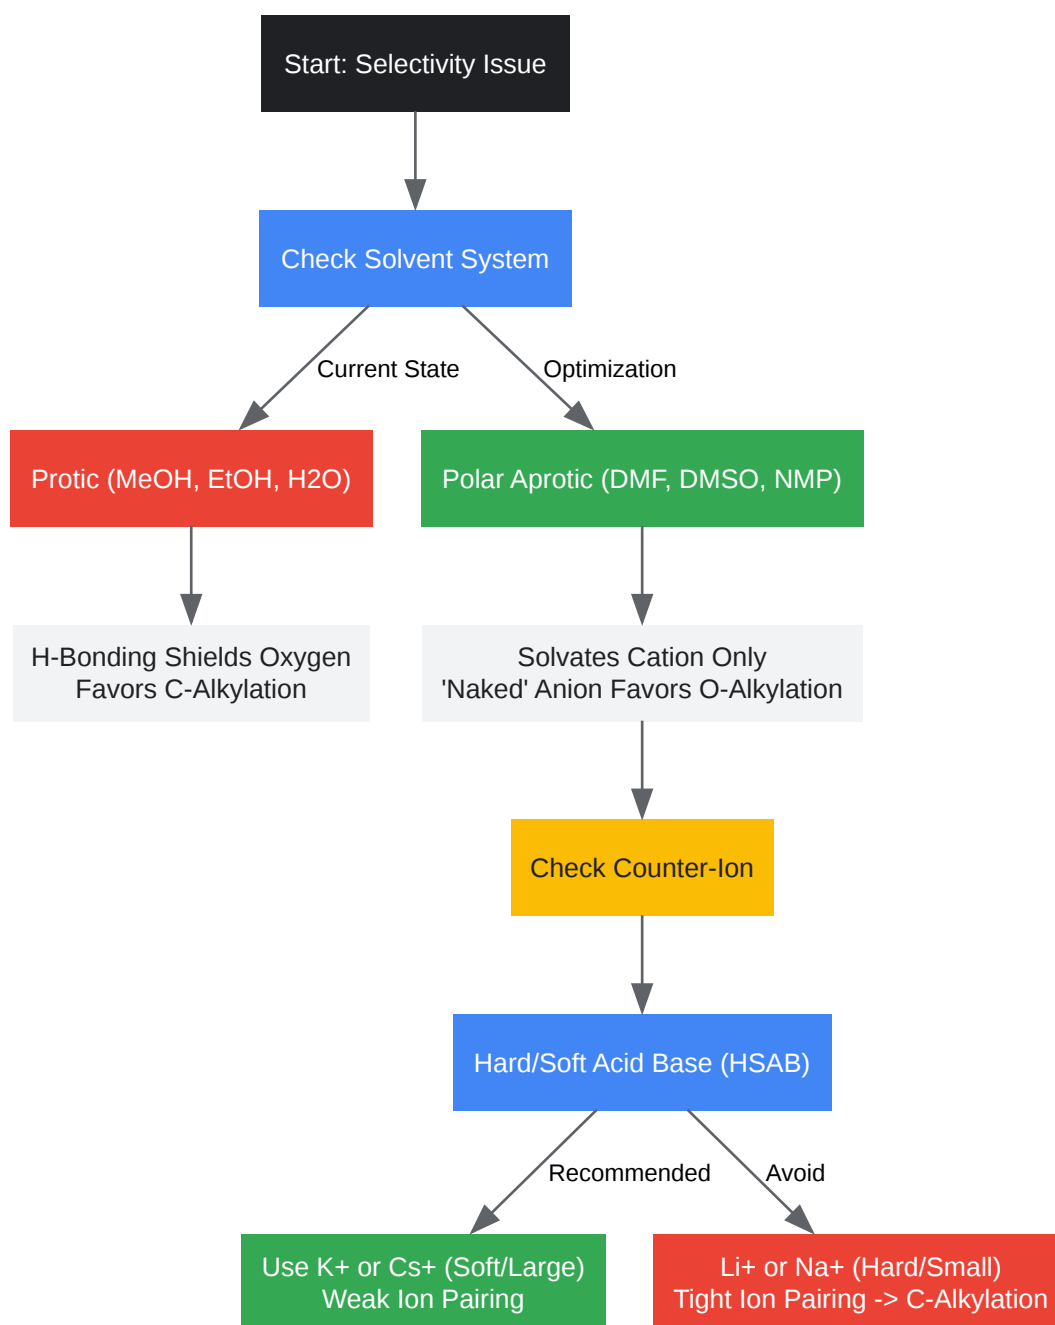 Start: Selectivity Issue
Check Solvent System
Current State
Optimization
Protic (MeOH, EtOH, H2O)
Polar Aprotic (DMF, DMSO, NMP)
H-Bonding Shields Oxygen
Favors C-Alkylation
Solvates Cation Only
'Naked' Anion Favors O-Alkylation
Check Counter-Ion
Hard/Soft Acid Base (HSAB)
Recommended
Avoid
Use K+ or Cs+ (Soft/Large)
Weak Ion Pairing
Li+ or Na+ (Hard/Small)
Tight Ion Pairing -> C-Alkylation